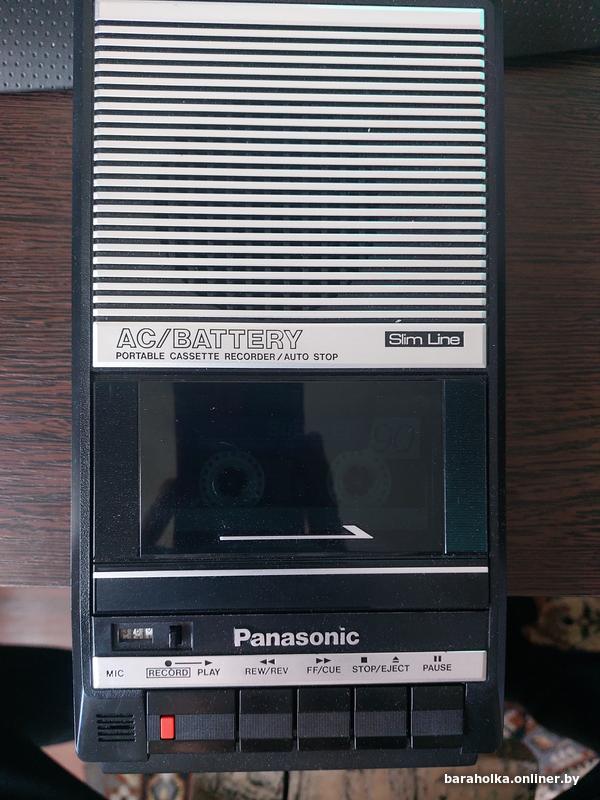 AC/BATTERY
PORTABLE CASSETTE RECORDER/AUTO STOP
Slim Line
90
Panasonic
MIC RECORD PLAY REW/REV FF/CUE STOP/EJECT PAUSE
baraholka.onliner.by